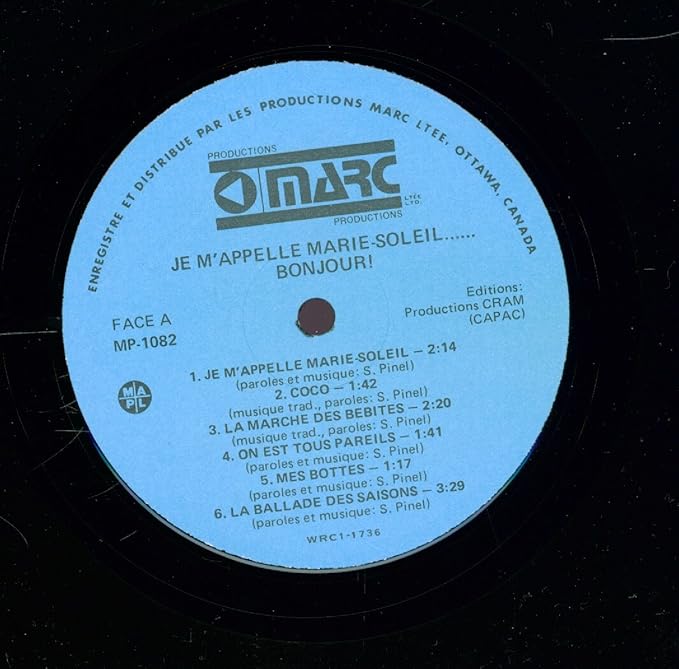 ENREGISTRE ET DISTRIBUE PAR LES PRODUCTIONS MARC LTEE, OTTAWA, CANADA
PRODUCTIONS
MARC
LTÉE
LTD.
PRODUCTIONS
JE M'APPELLE MARIE-SOLEIL......
BONJOUR!
Editions:
Productions CRAM
(CAPAC)
FACE A
MP-1082
MAPL
1. JE M'APPELLE MARIE-SOLEIL – 2:14
(paroles et musique: S. Pinel)
2. COCO – 1:42
(musique trad., paroles: S. Pinel)
3. LA MARCHE DES BEBITES – 2:20
(musique trad., paroles: S. Pinel)
4. ON EST TOUS PAREILS – 1:41
(paroles et musique: S. Pinel)
5. MES BOTTES – 1:17
(paroles et musique: S. Pinel)
6. LA BALLADE DES SAISONS – 3:29
(paroles et musique: S. Pinel)
WRC1-1736